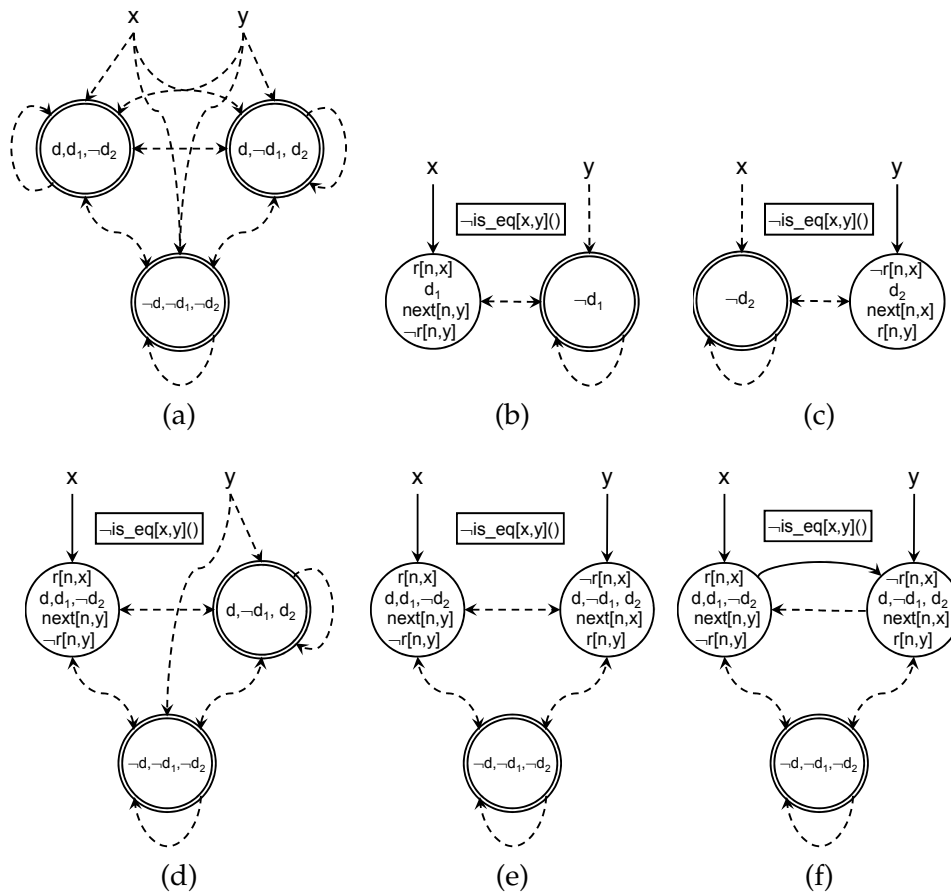 x y
d,d₁,¬d₂
d,¬d₁, d₂
¬d,¬d₁,¬d₂
(a)
x y
¬is_eq[x,y]()
r[n,x]
d₁
next[n,y]
¬r[n,y]
¬d₁
(b)
x y
¬is_eq[x,y]()
¬d₂
¬r[n,x]
d₂
next[n,x]
r[n,y]
(c)
x y
¬is_eq[x,y]()
r[n,x]
d,d₁,¬d₂
next[n,y]
¬r[n,y]
d,¬d₁, d₂
¬d,¬d₁,¬d₂
(d)
x y
¬is_eq[x,y]()
r[n,x]
d,d₁,¬d₂
next[n,y]
¬r[n,y]
¬r[n,x]
d,¬d₁, d₂
next[n,x]
r[n,y]
¬d,¬d₁,¬d₂
(e)
x y
¬is_eq[x,y]()
r[n,x]
d,d₁,¬d₂
next[n,y]
¬r[n,y]
¬r[n,x]
d,¬d₁, d₂
next[n,x]
r[n,y]
¬d,¬d₁,¬d₂
(f)